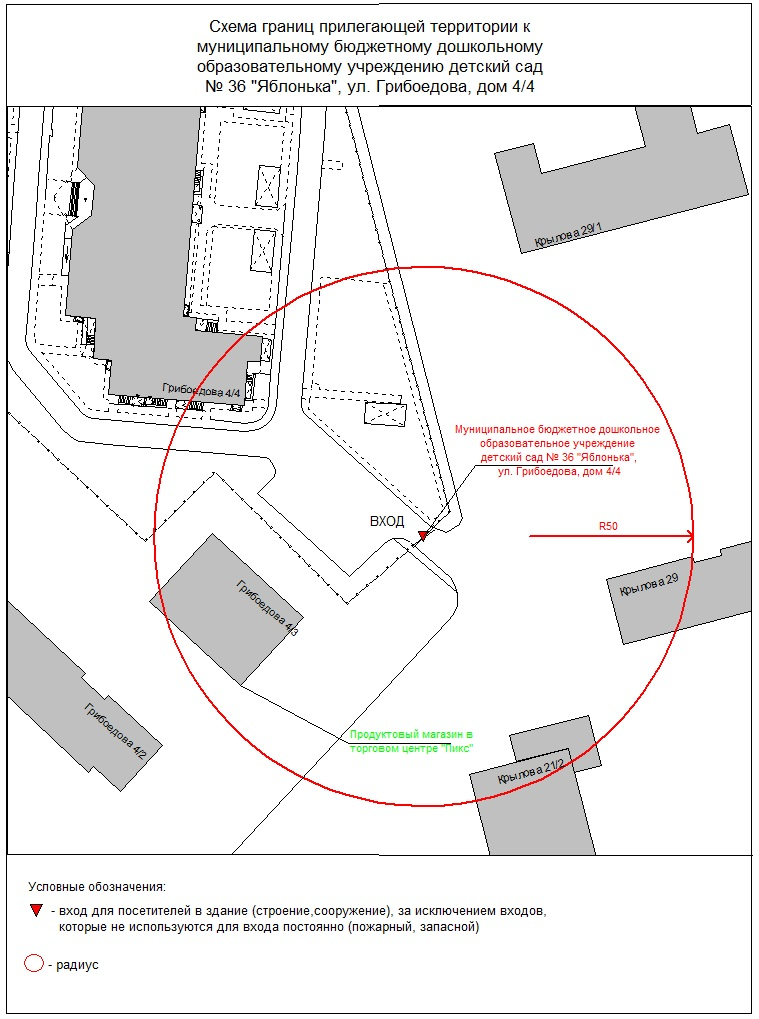 Схема границ прилегающей территории к
муниципальному бюджетному дошкольному
образовательному учреждению детский сад
№ 36 "Яблонька", ул. Грибоедова, дом 4/4
Крылова 29/1
Грибоедова 4/4
Муниципальное бюджетное дошкольное
образовательное учреждение
детский сад № 36 "Яблонька",
ул. Грибоедова, дом 4/4
ВХОД
R50
Крылова 29
Грибоедова 4/3
Грибоедова 4/2
Продуктовый магазин в
торговом центре "Пикс"
Крылова 21/2
Условные обозначения:
- вход для посетителей в здание (строение,сооружение), за исключением входов,
которые не используются для входа постоянно (пожарный, запасной)
- радиус